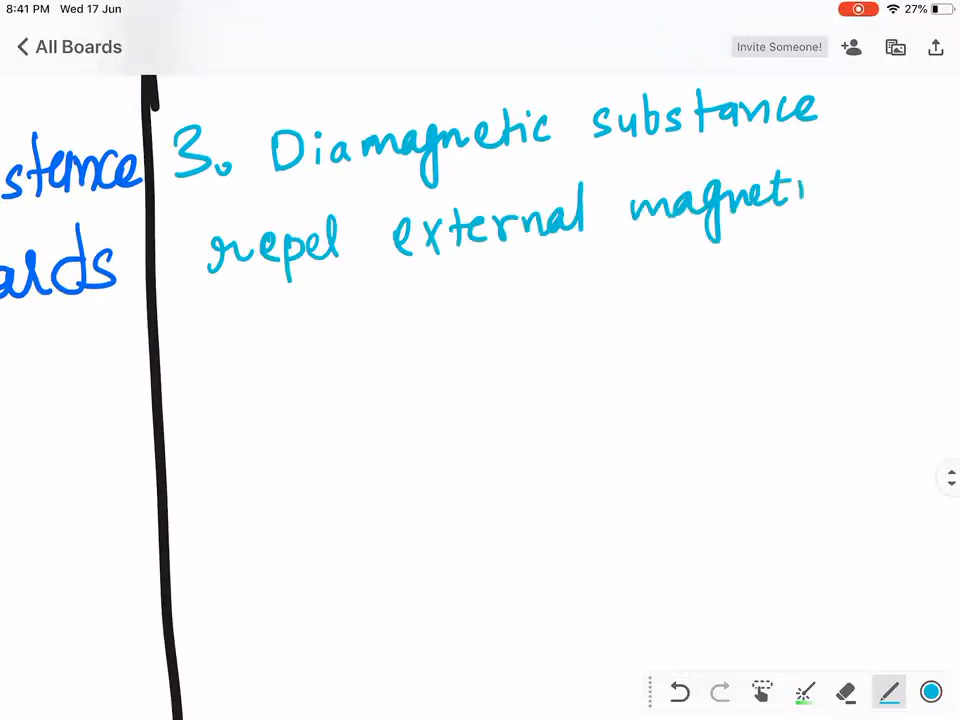 8:41 PM Wed 17 Jun
27%
All Boards
Invite Someone!
3. Diamagnetic substance
repel external magneti
stance
ards